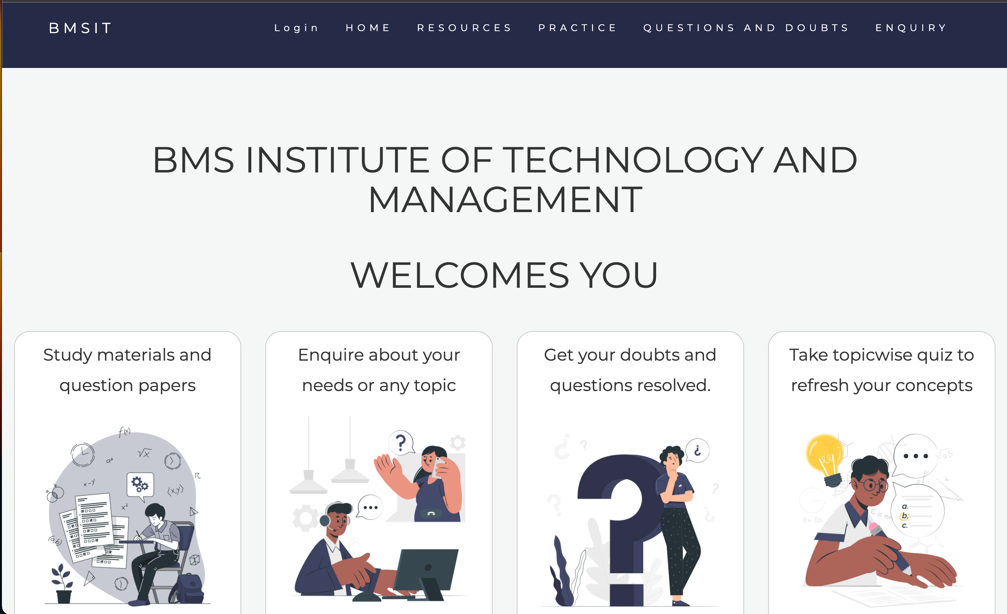 BMSIT
Login HOME RESOURCES PRACTICE QUESTIONS AND DOUBTS ENQUIRY
BMS INSTITUTE OF TECHNOLOGY AND
MANAGEMENT
WELCOMES YOU
Study materials and
question papers
Enquire about your
needs or any topic
Get your doubts and
questions resolved.
Take topicwise quiz to
refresh your concepts
a.
b.
c.